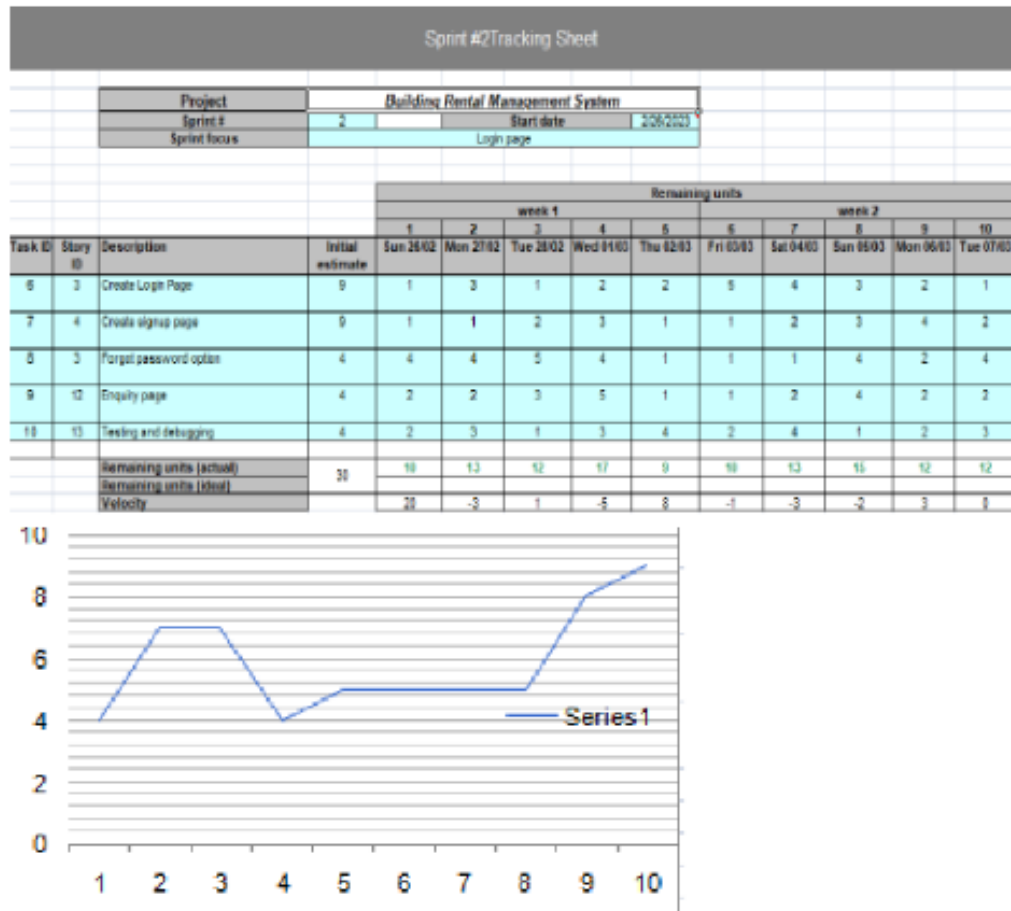 Sprint #2Tracking Sheet
Project Building Rental Management System
Sprint # 2 Start date 2/26/2023
Sprint focus Login page
Remaining units
week 1 week 2
1 2 3 4 5 6 7 8 9 10
Task ID Story ID Description Initial estimate Sun 26/02 Mon 27/02 Tue 28/02 Wed 01/03 Thu 02/03 Fri 03/03 Sat 04/03 Sun 05/03 Mon 06/03 Tue 07/03
6 3 Create Login Page 9 1 3 1 2 2 5 4 3 2 1
7 4 Create signup page 9 1 1 2 3 1 1 2 3 4 2
8 3 Forgot password option 4 4 4 5 4 1 1 1 4 2 4
9 12 Enquity page 4 2 2 3 5 1 1 2 4 2 2
10 13 Testing and debugging 4 2 3 1 3 4 2 4 1 2 3
Remaining units (actual) 30 10 13 12 17 9 10 13 15 12 12
Remaining units (ideal)
Velocity 20 -3 1 -5 8 -1 -3 -2 3 0
10
8
6
4
2
0
Series1
1 2 3 4 5 6 7 8 9 10